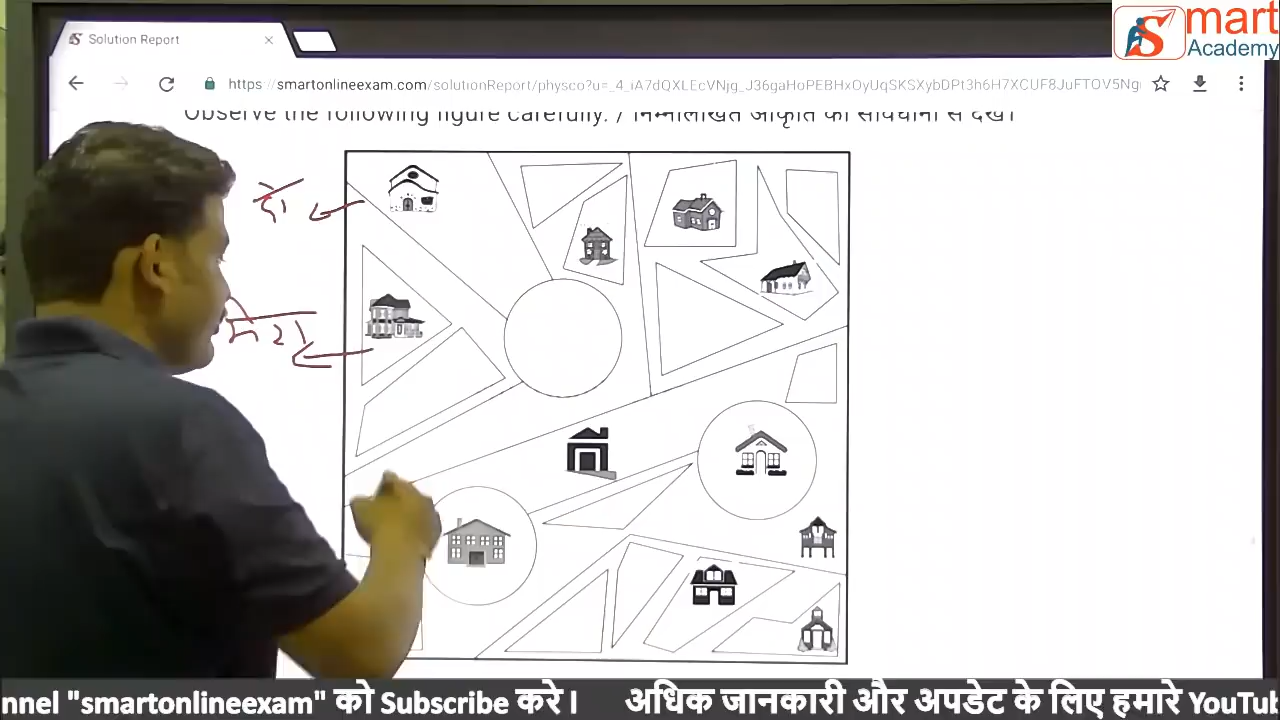 Smart
Academy
Solution Report
https://smartonlineexam.com/solutionReport/physco?u=_4_iA7dQXLEcVNjg_J36gaHoPEBHxOyUqSKSXybDPt3h6H7XCUF8JuFTOV5Ng
Observe the following figure carefully. / निम्नलिखित आकृति को सावधानी से देखें।
nnel "smartonlineexam" को Subscribe करे। अधिक जानकारी और अपडेट के लिए हमारे YouTub